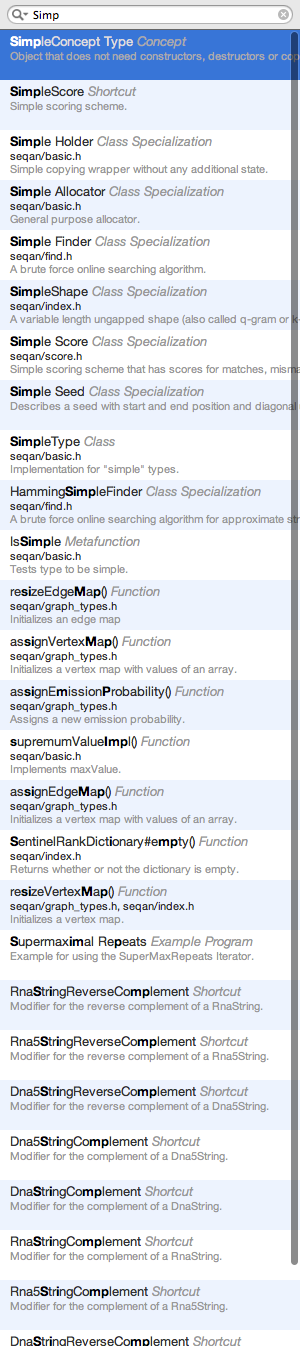 Simp
SimpleConcept Type Concept
Object that does not need constructors, destructors or cop
SimpleScore Shortcut
Simple scoring scheme.
Simple Holder Class Specialization
seqan/basic.h
Simple copying wrapper without any additional state.
Simple Allocator Class Specialization
seqan/basic.h
General purpose allocator.
Simple Finder Class Specialization
seqan/find.h
A brute force online searching algorithm.
SimpleShape Class Specialization
seqan/index.h
A variable length ungapped shape (also called q-gram or k-
Simple Score Class Specialization
seqan/score.h
Simple scoring scheme that has scores for matches, misma
Simple Seed Class Specialization
Describes a seed with start and end position and diagonal
SimpleType Class
seqan/basic.h
Implementation for "simple" types.
HammingSimpleFinder Class Specialization
seqan/find.h
A brute force online searching algorithm for approximate str
IsSimple Metafunction
seqan/basic.h
Tests type to be simple.
resizeEdgeMap() Function
seqan/graph_types.h
Initializes an edge map
assignVertexMap() Function
seqan/graph_types.h
Initializes a vertex map with values of an array.
assignEmissionProbability() Function
seqan/graph_types.h
Assigns a new emission probability.
supremumValueImpl() Function
seqan/basic.h
Implements maxValue.
assignEdgeMap() Function
seqan/graph_types.h
Initializes a vertex map with values of an array.
SentinelRankDictionary#empty() Function
seqan/index.h
Returns whether or not the dictionary is empty.
resizeVertexMap() Function
seqan/graph_types.h, seqan/index.h
Initializes a vertex map.
Supermaximal Repeats Example Program
Example for using the SuperMaxRepeats Iterator.
RnaStringReverseComplement Shortcut
Modifier for the reverse complement of a RnaString.
Rna5StringReverseComplement Shortcut
Modifier for the reverse complement of a Rna5String.
Dna5StringReverseComplement Shortcut
Modifier for the reverse complement of a Dna5String.
Dna5StringComplement Shortcut
Modifier for the complement of a Dna5String.
DnaStringComplement Shortcut
Modifier for the complement of a DnaString.
RnaStringComplement Shortcut
Modifier for the complement of a RnaString.
Rna5StringComplement Shortcut
Modifier for the complement of a Rna5String.
DnaStringReverseComplement Shortcut